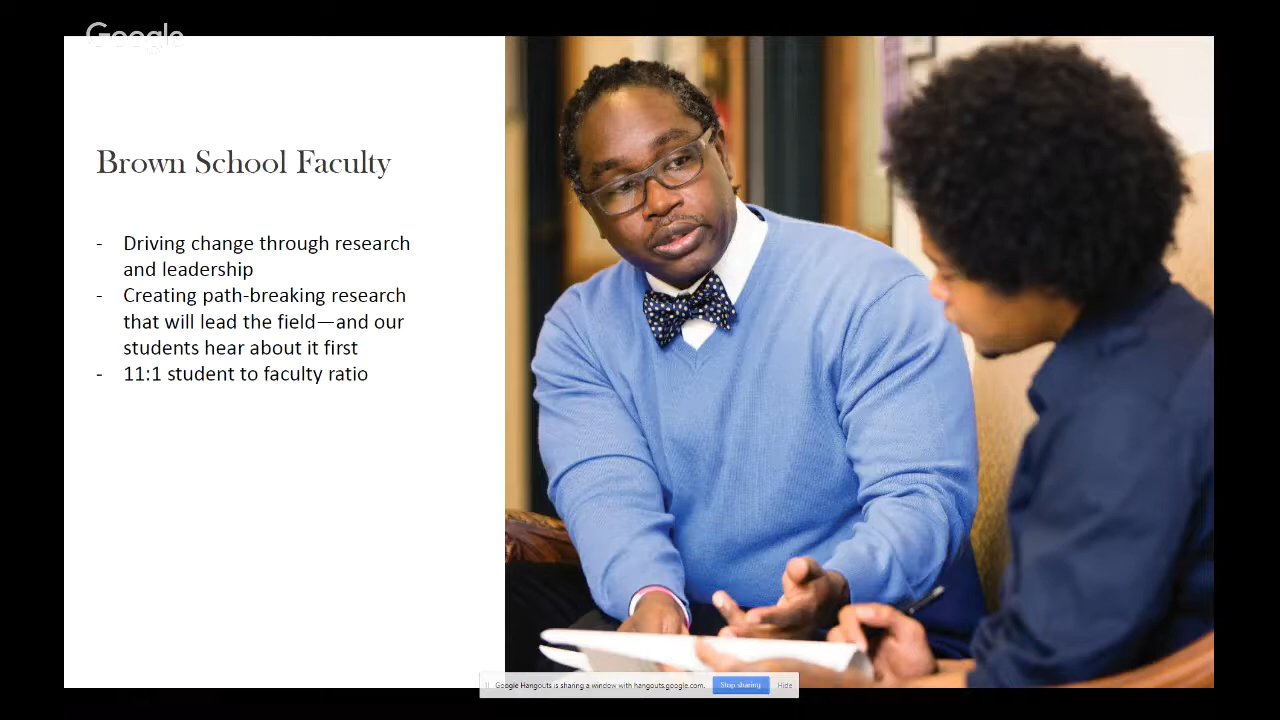 Google
Brown School Faculty
- Driving change through research
and leadership
- Creating path-breaking research
that will lead the field—and our
students hear about it first
- 11:1 student to faculty ratio
Google Hangouts is sharing a window with hangouts.google.com.
Stop sharing
Hide